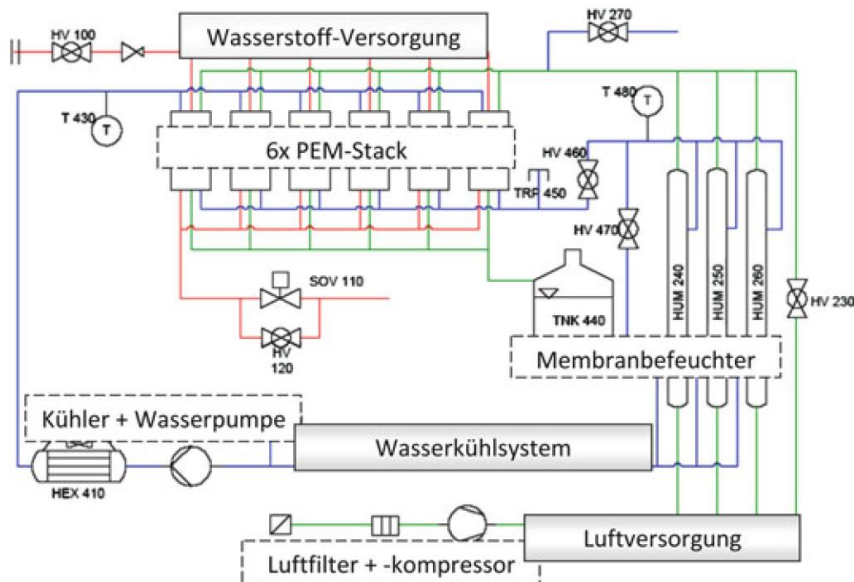 HV 100
Wasserstoff-Versorgung
HV 270
T 430
T
T 480
T
6x PEM-Stack
HV 460
TRP 450
HV 470
HUM 240
HUM 250
HUM 260
HV 230
SOV 110
HV
120
TNK 440
Membranbefeuchter
Kühler + Wasserpumpe
Wasserkühlsystem
HEX 410
Luftversorgung
Luftfilter + -kompressor